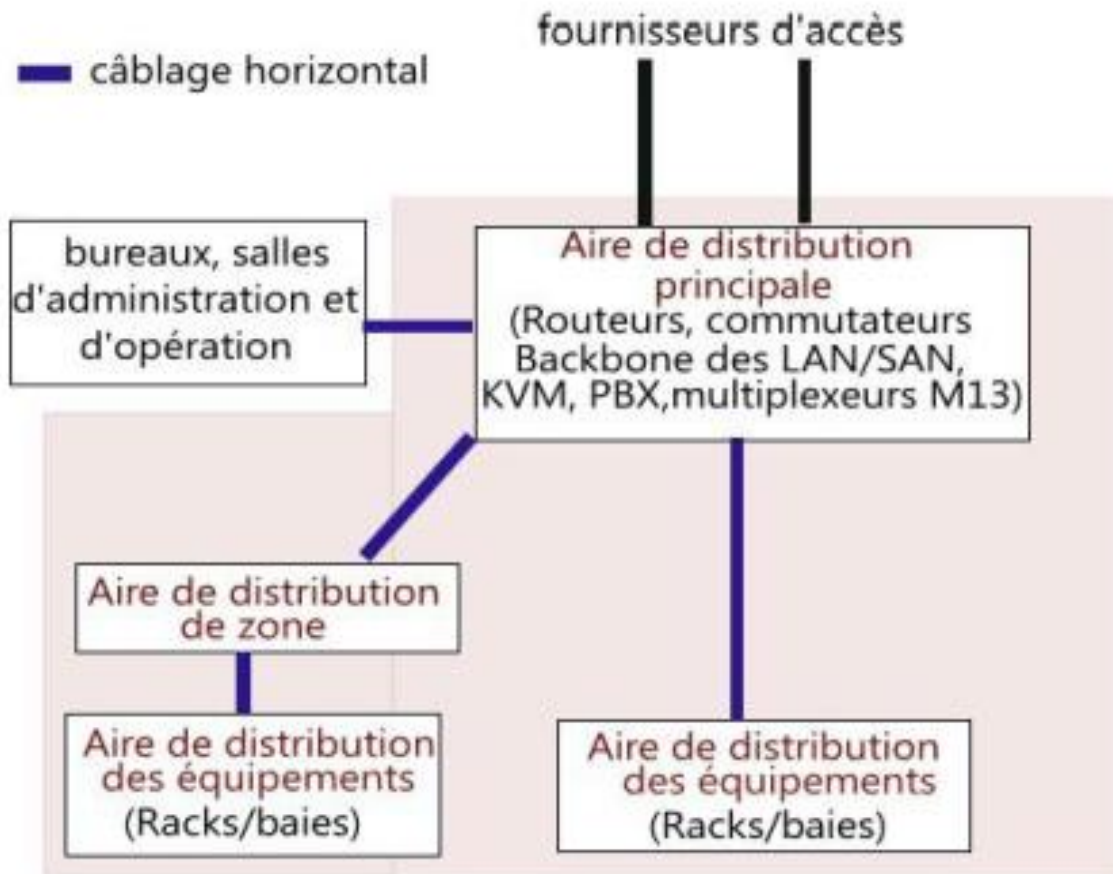 fournisseurs d'accès
câblage horizontal
bureaux, salles
d'administration et
d'opération
Aire de distribution
principale
(Routeurs, commutateurs
Backbone des LAN/SAN,
KVM, PBX,multiplexeurs M13)
Aire de distribution
de zone
Aire de distribution
des équipements
(Racks/baies)
Aire de distribution
des équipements
(Racks/baies)